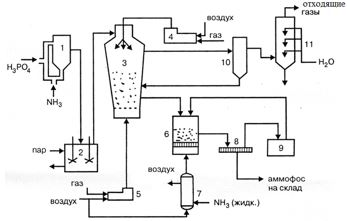 отходящие
газы
воздух
газ
1
3
4
10
11
H₃PO₄
H₂O
NH₃
2
пар
6
8
9
воздух
аммофос
на склад
газ
5
7
воздух
NH₃ (жидк.)